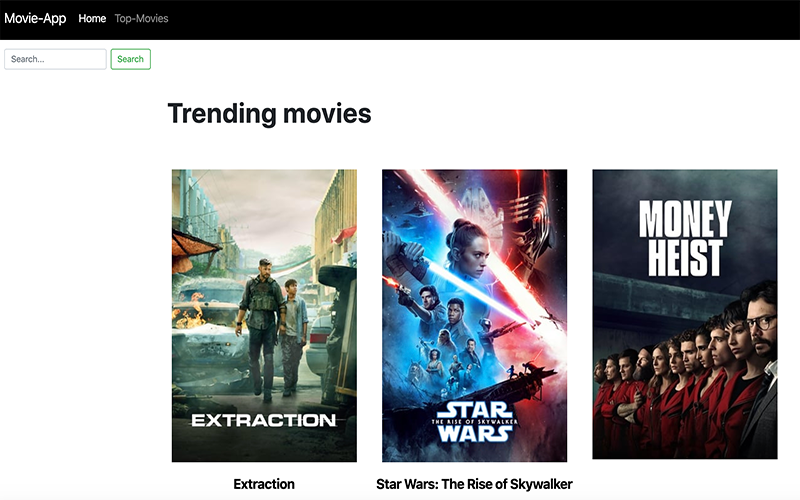 Movie-App Home Top-Movies
Search...
Search
Trending movies
EXTRACTION
STAR
THE RISE OF SKYWALKER
WARS
MONEY
HEIST
Extraction
Star Wars: The Rise of Skywalker